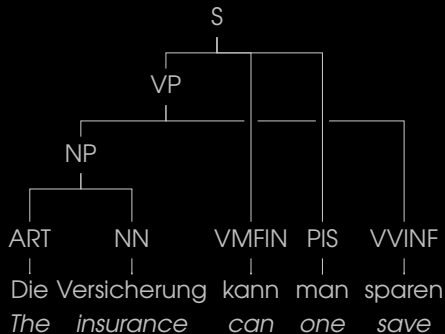 S
VP
NP
ART NN VMFIN PIS VVINF
Die Versicherung kann man sparen
The insurance can one save